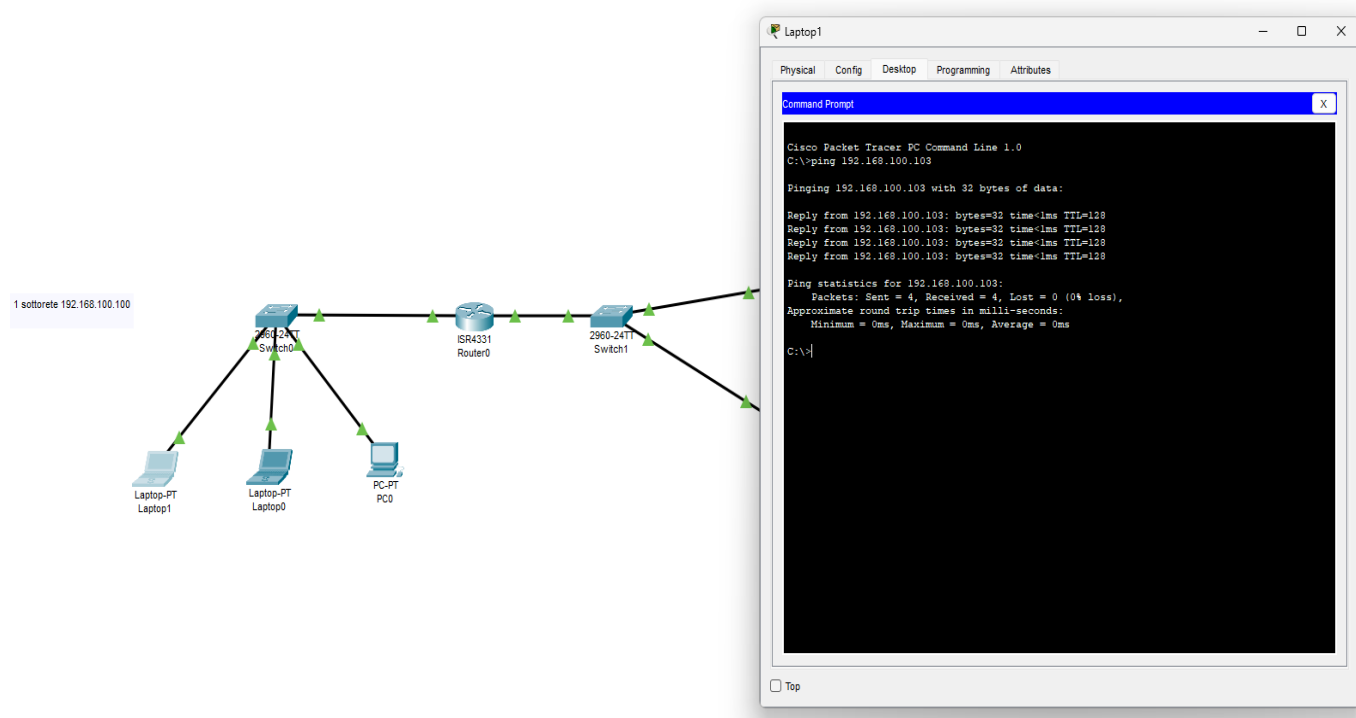 Laptop1
Physical Config Desktop Programming Attributes
Command Prompt
X
Cisco Packet Tracer PC Command Line 1.0
C:\>ping 192.168.100.103
Pinging 192.168.100.103 with 32 bytes of data:
Reply from 192.168.100.103: bytes=32 time<1ms TTL=128
Reply from 192.168.100.103: bytes=32 time<1ms TTL=128
Reply from 192.168.100.103: bytes=32 time<1ms TTL=128
Reply from 192.168.100.103: bytes=32 time<1ms TTL=128
Ping statistics for 192.168.100.103:
Packets: Sent = 4, Received = 4, Lost = 0 (0% loss),
Approximate round trip times in milli-seconds:
Minimum = 0ms, Maximum = 0ms, Average = 0ms
C:\>
Top
1 sottorete 192.168.100.100
2960-24TT
Switch0
ISR4331
Router0
2960-24TT
Switch1
Laptop-PT
Laptop1
Laptop-PT
Laptop0
PC-PT
PC0